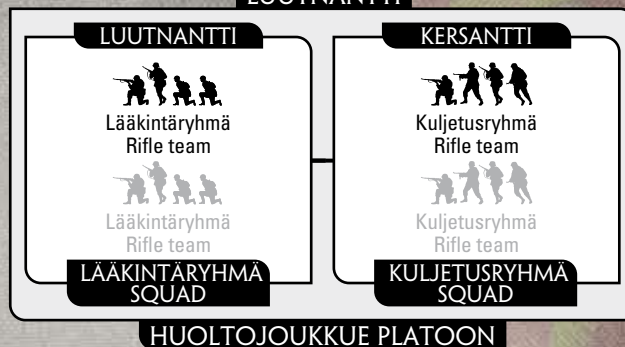 LUUTNANTTI
LUUTNANTTI
Lääkintäryhmä
Rifle team
Lääkintäryhmä
Rifle team
LÄÄKINTÄRYHMÄ
SQUAD
KERSANTTI
Kuljetusryhmä
Rifle team
Kuljetusryhmä
Rifle team
KULJETUSRYHMÄ
SQUAD
HUOLTOJOUKKUE PLATOON